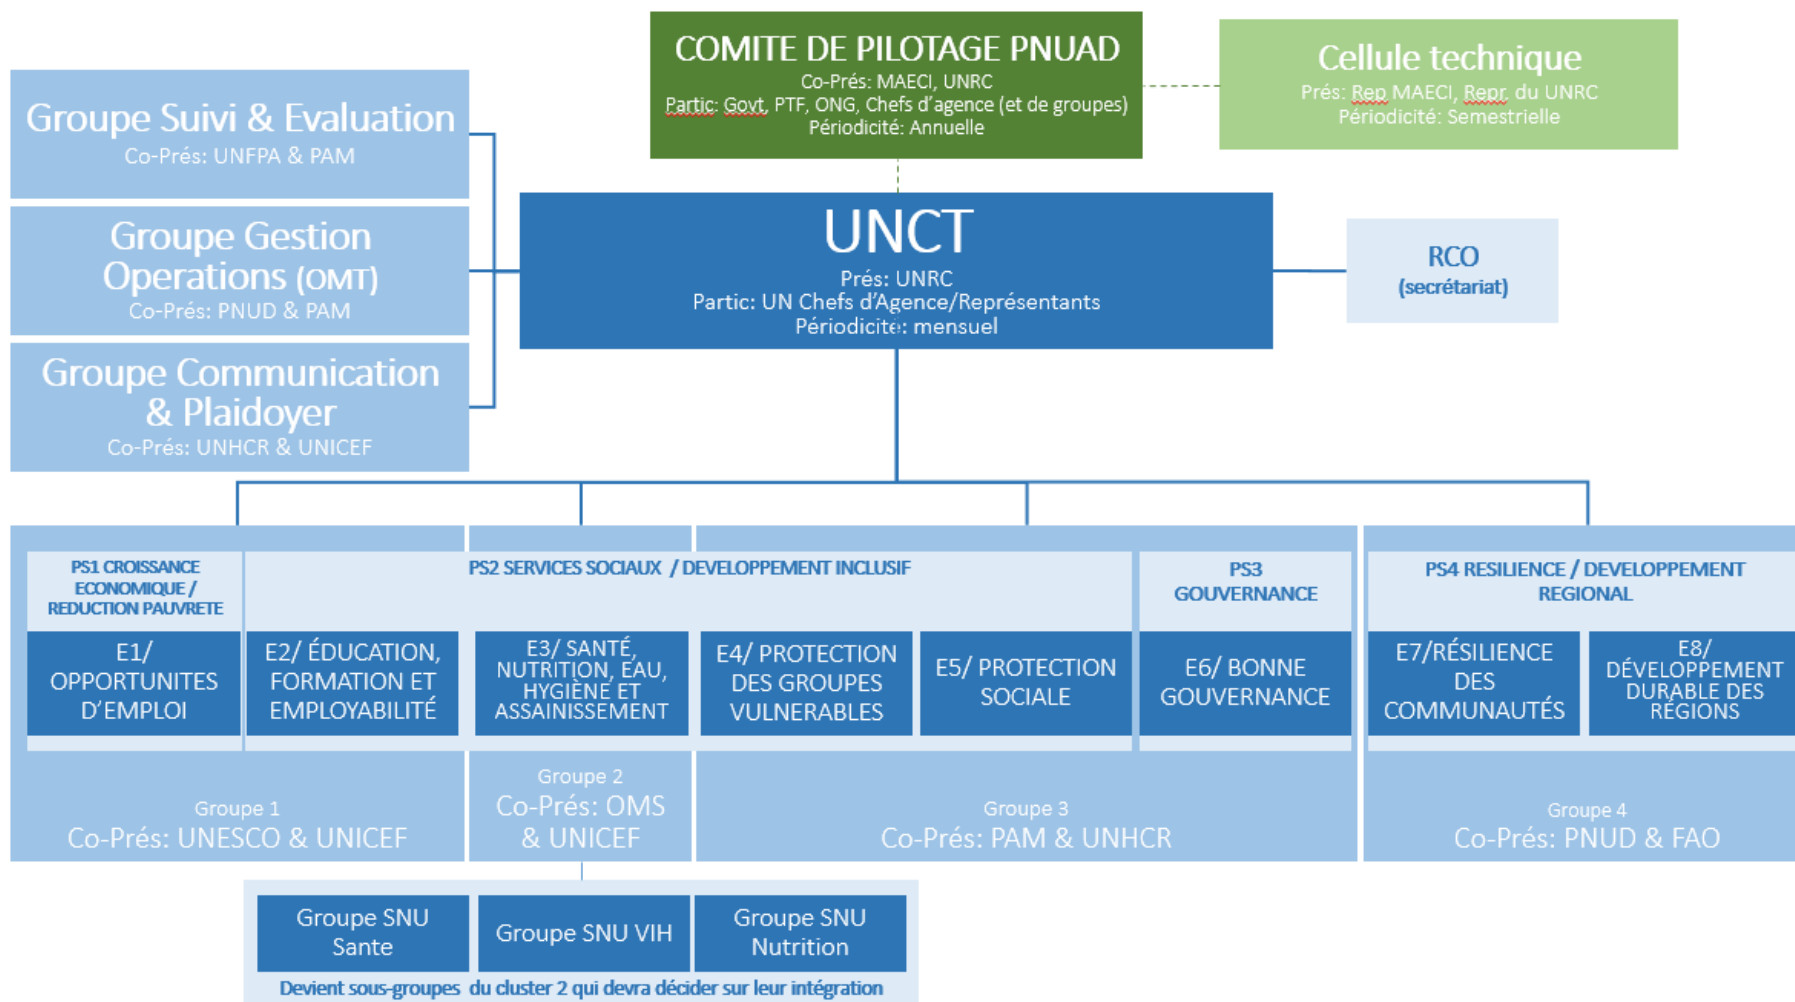 COMITE DE PILOTAGE PNUAD
Co-Prés: MAECI, UNRC
Partic: Govt, PTF, ONG, Chefs d'agence (et de groupes)
Périodicité: Annuelle
Cellule technique
Prés: Rep MAECI, Repr. du UNRC
Périodicité: Semestrielle
Groupe Suivi & Evaluation
Co-Prés: UNFPA & PAM
Groupe Gestion
Operations (OMT)
Co-Prés: PNUD & PAM
Groupe Communication
& Plaidoyer
Co-Prés: UNHCR & UNICEF
UNCT
Prés: UNRC
Partic: UN Chefs d'Agence/Représentants
Périodicité: mensuel
RCO
(secrétariat)
PS1 CROISSANCE
ECONOMIQUE /
REDUCTION PAUVRETE
PS2 SERVICES SOCIAUX / DEVELOPPEMENT INCLUSIF
PS3
GOUVERNANCE
PS4 RESILIENCE / DEVELOPPEMENT
REGIONAL
E1/
OPPORTUNITES
D'EMPLOI
E2/ ÉDUCATION,
FORMATION ET
EMPLOYABILITÉ
E3/ SANTÉ,
NUTRITION, EAU,
HYGIÈNE ET
ASSAINISSEMENT
E4/ PROTECTION
DES GROUPES
VULNERABLES
E5/ PROTECTION
SOCIALE
E6/ BONNE
GOUVERNANCE
E7/RÉSILIENCE
DES
COMMUNAUTÉS
E8/
DÉVELOPPEMENT
DURABLE DES
RÉGIONS
Groupe 1
Co-Prés: UNESCO & UNICEF
Groupe 2
Co-Prés: OMS
& UNICEF
Groupe 3
Co-Prés: PAM & UNHCR
Groupe 4
Co-Prés: PNUD & FAO
Groupe SNU
Sante
Groupe SNU VIH
Groupe SNU
Nutrition
Devient sous-groupes du cluster 2 qui devra décider sur leur intégration